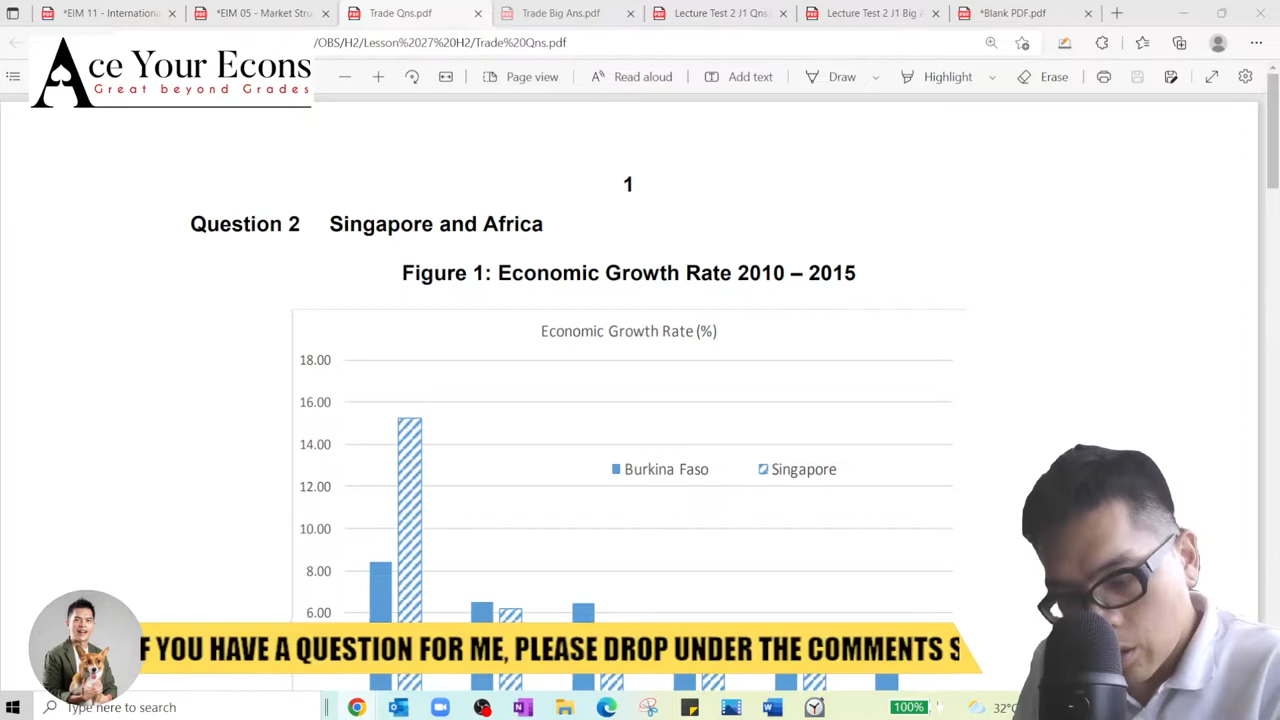 *EIM 11 - Internationa
*EIM 05 - Market Stru
Trade Qns.pdf
Trade Big Ans.pdf
Lecture Test 2 J1 Qns
Lecture Test 2 J1 Big A
*Blank PDF.pdf
/OBS/H2/Lesson%2027%20H2/Trade%20Qns.pdf
Ace Your Econs
Great beyond Grades
Page view
Read aloud
Add text
Draw
Highlight
Erase
1
Question 2 Singapore and Africa
Figure 1: Economic Growth Rate 2010 – 2015
Economic Growth Rate (%)
18.00
16.00
14.00
Burkina Faso Singapore
12.00
10.00
8.00
6.00
F YOU HAVE A QUESTION FOR ME, PLEASE DROP UNDER THE COMMENTS S
Type here to search
100%
32°C